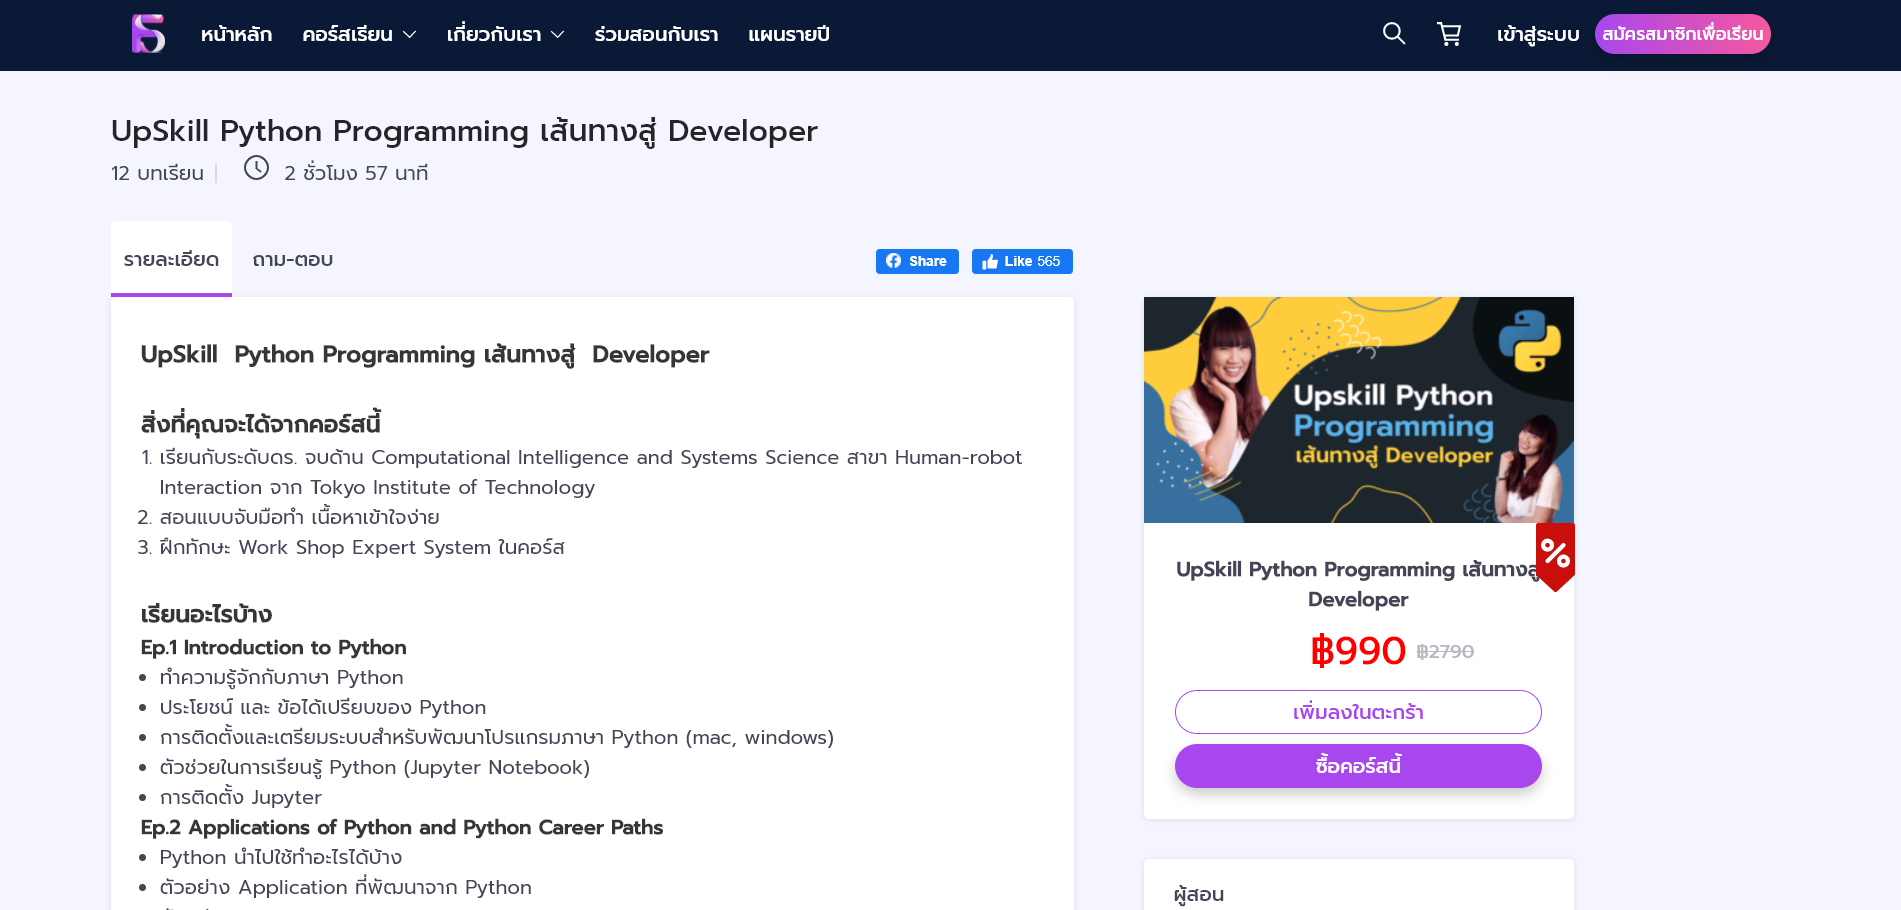 หน้าหลัก คอร์สเรียน เกี่ยวกับเรา ร่วมสอนกับเรา แผนรายปี เข้าสู่ระบบ สมัครสมาชิกเพื่อเรียน
UpSkill Python Programming เส้นทางสู่ Developer
12 บทเรียน 2 ชั่วโมง 57 นาที
รายละเอียด ถาม-ตอบ Share Like 565
UpSkill Python Programming เส้นทางสู่ Developer
สิ่งที่คุณจะได้จากคอร์สนี้
1. เรียนกับระดับดร. จบด้าน Computational Intelligence and Systems Science สาขา Human-robot
Interaction จาก Tokyo Institute of Technology
2. สอนแบบจับมือทำ เนื้อหาเข้าใจง่าย
3. ฝึกทักษะ Work Shop Expert System ในคอร์ส
เรียนอะไรบ้าง
Ep.1 Introduction to Python
• ทำความรู้จักกับภาษา Python
• ประโยชน์ และ ข้อได้เปรียบของ Python
• การติดตั้งและเตรียมระบบสำหรับพัฒนาโปรแกรมภาษา Python (mac, windows)
• ตัวช่วยในการเรียนรู้ Python (Jupyter Notebook)
• การติดตั้ง Jupyter
Ep.2 Applications of Python and Python Career Paths
• Python นำไปใช้ทำอะไรได้บ้าง
• ตัวอย่าง Application ที่พัฒนาจาก Python
Upskill Python
Programming
เส้นทางสู่ Developer
%
UpSkill Python Programming เส้นทางสู่
Developer
฿990 ฿2790
เพิ่มลงในตะกร้า
ซื้อคอร์สนี้
ผู้สอน